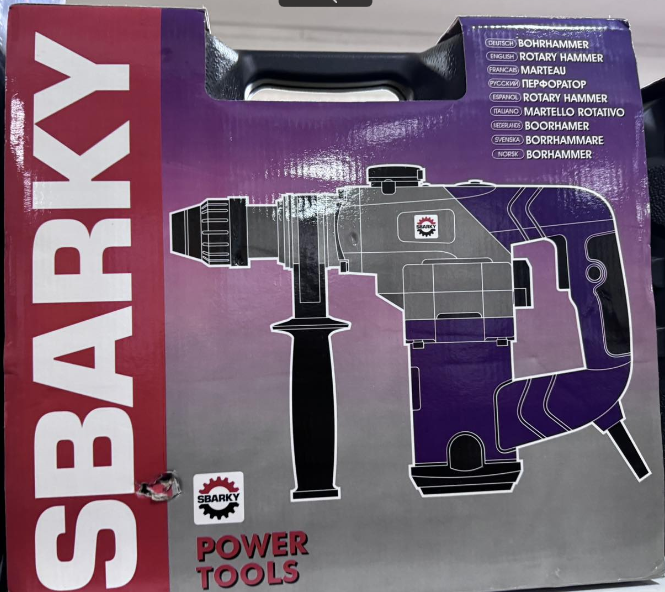 SBARKY
DEUTSCH BOHRHAMMER
ENGLISH ROTARY HAMMER
FRANCAIS MARTEAU
РУССКИЙ ПЕРФОРАТОР
ESPANOL ROTARY HAMMER
ITALIANO MARTELLO ROTATIVO
NEDERLANDS BOORHAMER
SVENSKA BORRHAMMARE
NORSK BORHAMMER
SBARKY
SBARKY
POWER
TOOLS